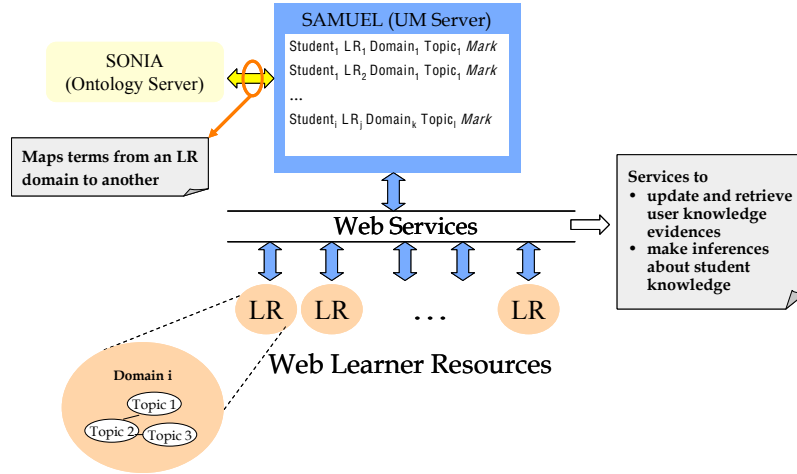 SAMUEL (UM Server)
Student1 LR1 Domain1 Topic1 Mark
Student1 LR2 Domain1 Topic1 Mark
...
Studenti LRj Domaink Topicl Mark
SONIA
(Ontology Server)
Maps terms from an LR
domain to another
Web Services
Services to
• update and retrieve
user knowledge
evidences
• make inferences
about student
knowledge
LR
LR
...
LR
Web Learner Resources
Domain i
Topic 1
Topic 2
Topic 3